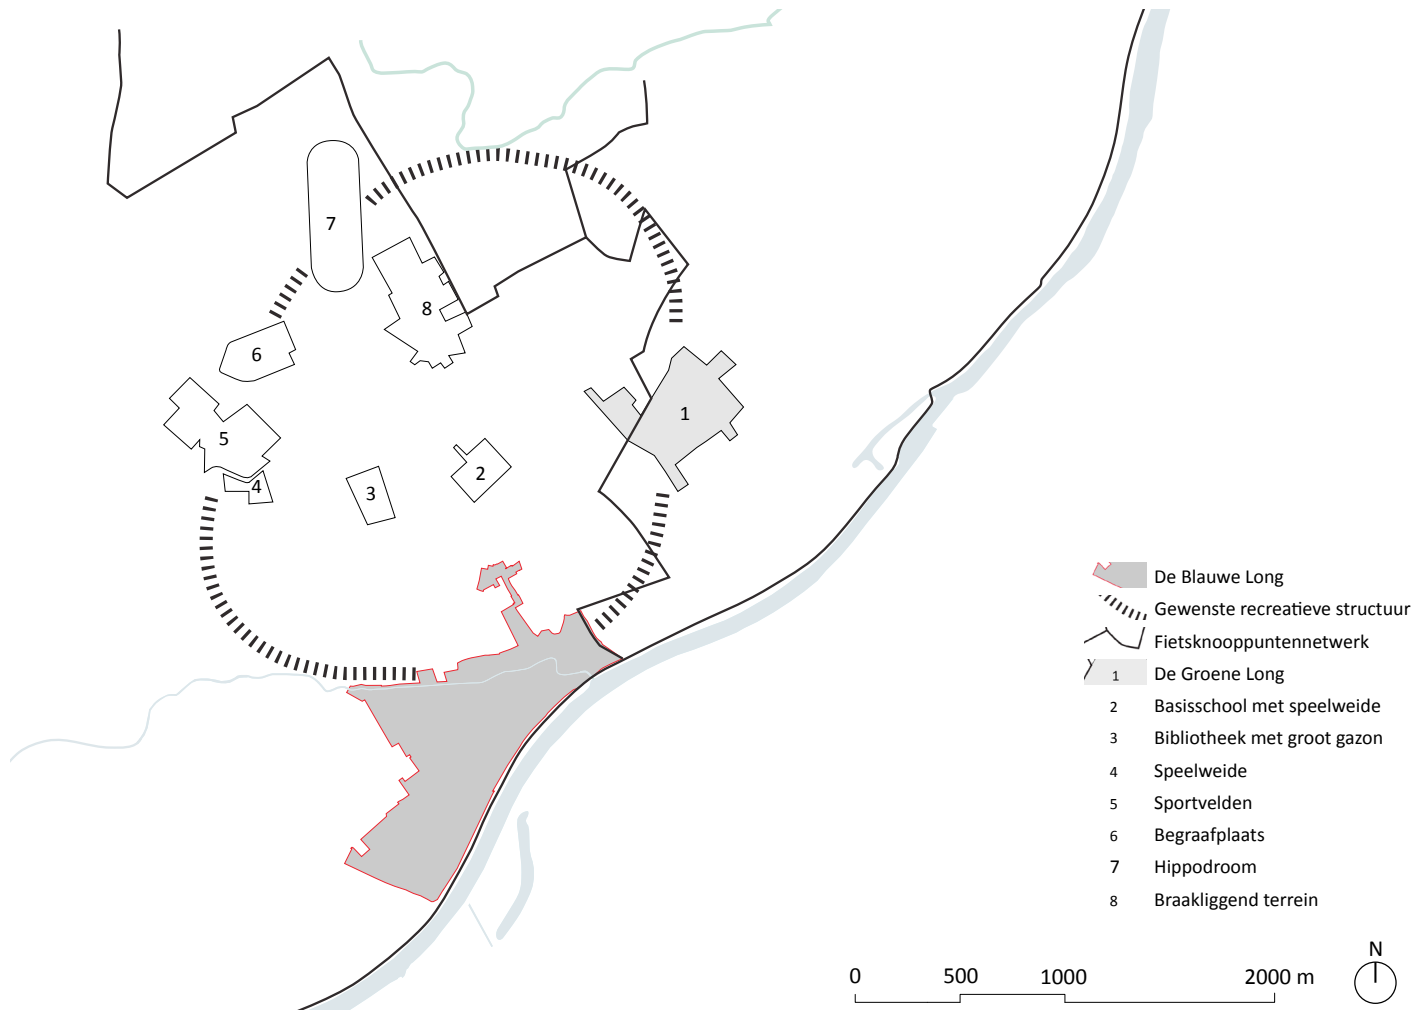 7
8
6
1
5
2
4
3
De Blauwe Long
Gewenste recreatieve structuur
Fietsknooppuntennetwerk
1 De Groene Long
2 Basisschool met speelweide
3 Bibliotheek met groot gazon
4 Speelweide
5 Sportvelden
6 Begraafplaats
7 Hippodroom
8 Braakliggend terrein
N
0 500 1000 2000 m